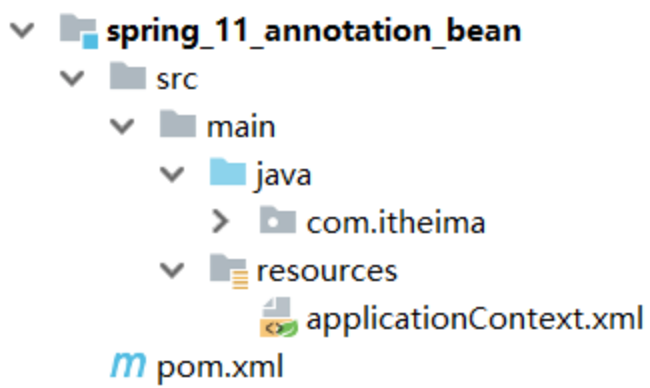 spring_11_annotation_bean
src
main
java
com.itheima
resources
applicationContext.xml
pom.xml